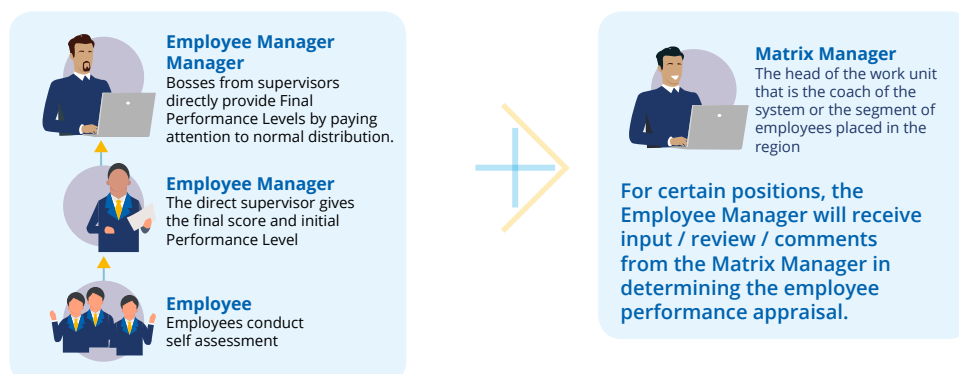 Employee Manager
Manager
Bosses from supervisors
directly provide Final
Performance Levels by paying
attention to normal distribution.
Employee Manager
The direct supervisor gives
the final score and initial
Performance Level
Employee
Employees conduct
self assessment
Matrix Manager
The head of the work unit
that is the coach of the
system or the segment of
employees placed in the
region
For certain positions, the
Employee Manager will receive
input / review / comments
from the Matrix Manager in
determining the employee
performance appraisal.